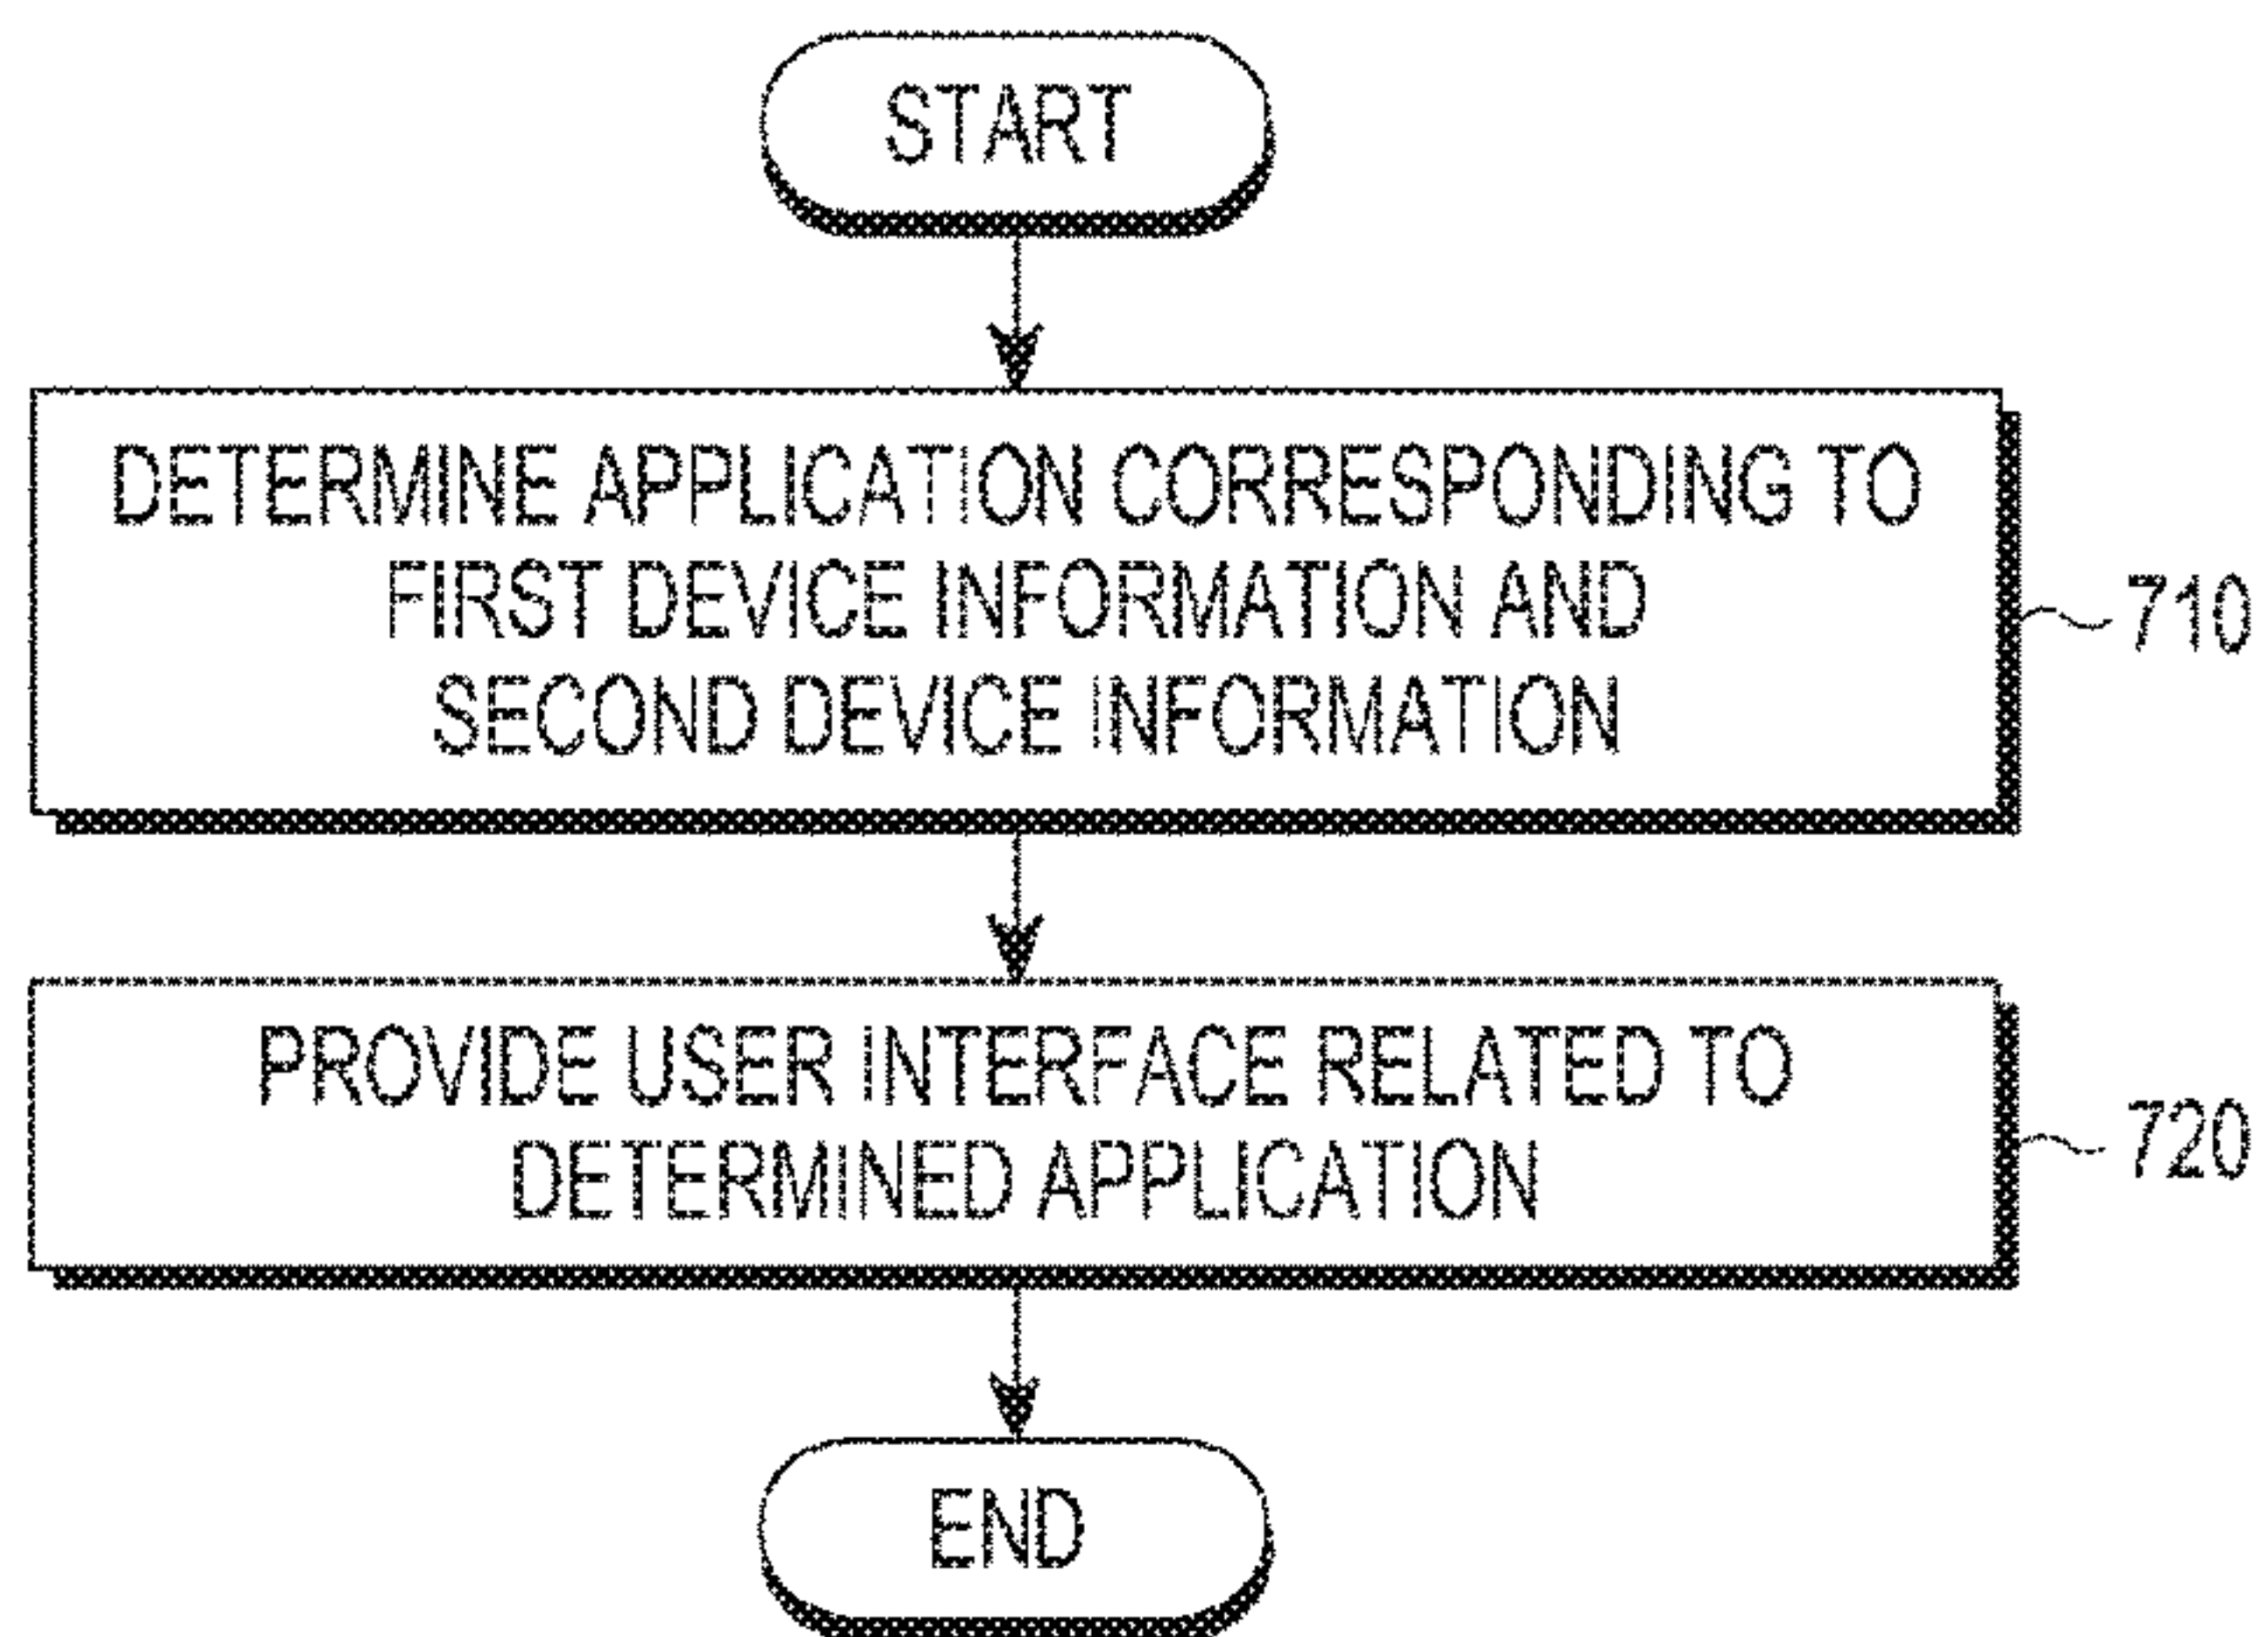 START
DETERMINE APPLICATION CORRESPONDING TO
FIRST DEVICE INFORMATION AND
SECOND DEVICE INFORMATION
710
PROVIDE USER INTERFACE RELATED TO
DETERMINED APPLICATION
720
END